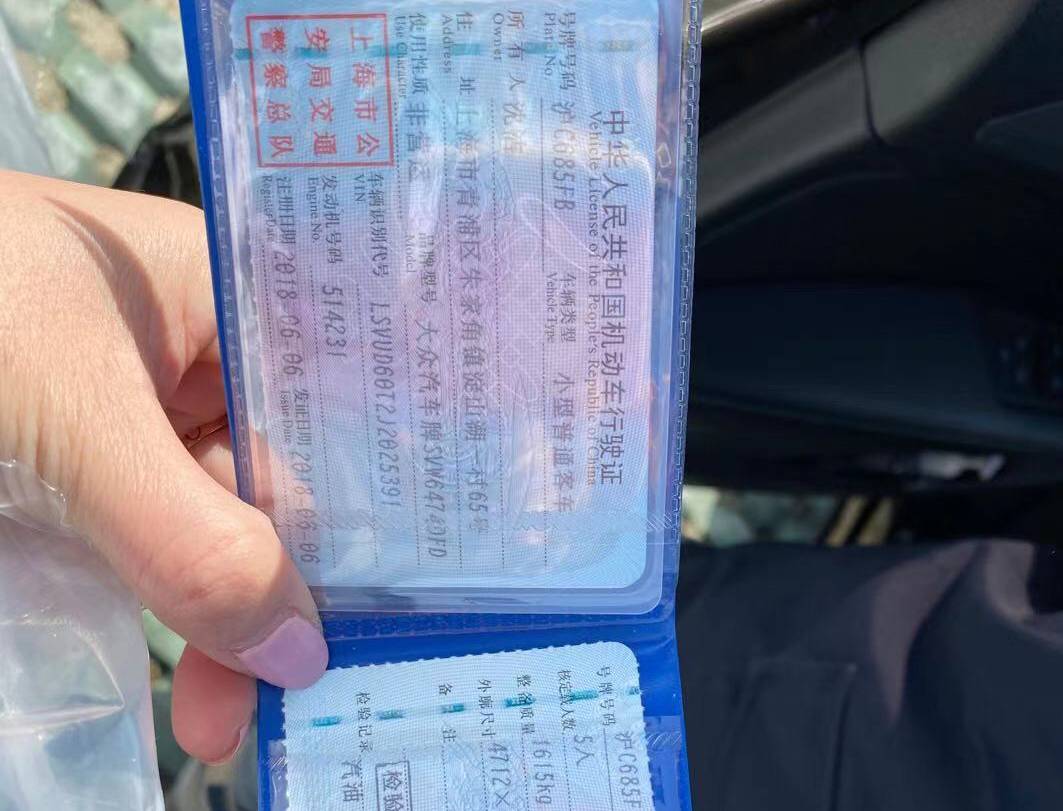 中华人民共和国机动车行驶证
Vehicle License of the People's Republic of China
号牌号码 沪C685FB 车辆类型 小型普通客车
Plate No. Vehicle Type
所有人 沈洁
Owner
住址 上海市青浦区朱家角镇淀山湖一村65号
Address
使用性质 非营运 品牌型号 大众汽车牌SVW6474DFD
Use Character Model
上海市公安局交通警察总队
车辆识别代号 LSVUD60T2J2025391
VIN
发动机号码 514231
Engine No.
注册日期 2018-06-06 发证日期 2018-06-06
Register Date Issue Date
号牌号码 沪C685F
核定载人数 5人
整备质量 1615kg
外廓尺寸 4712×
备注
检验记录 汽油
检验